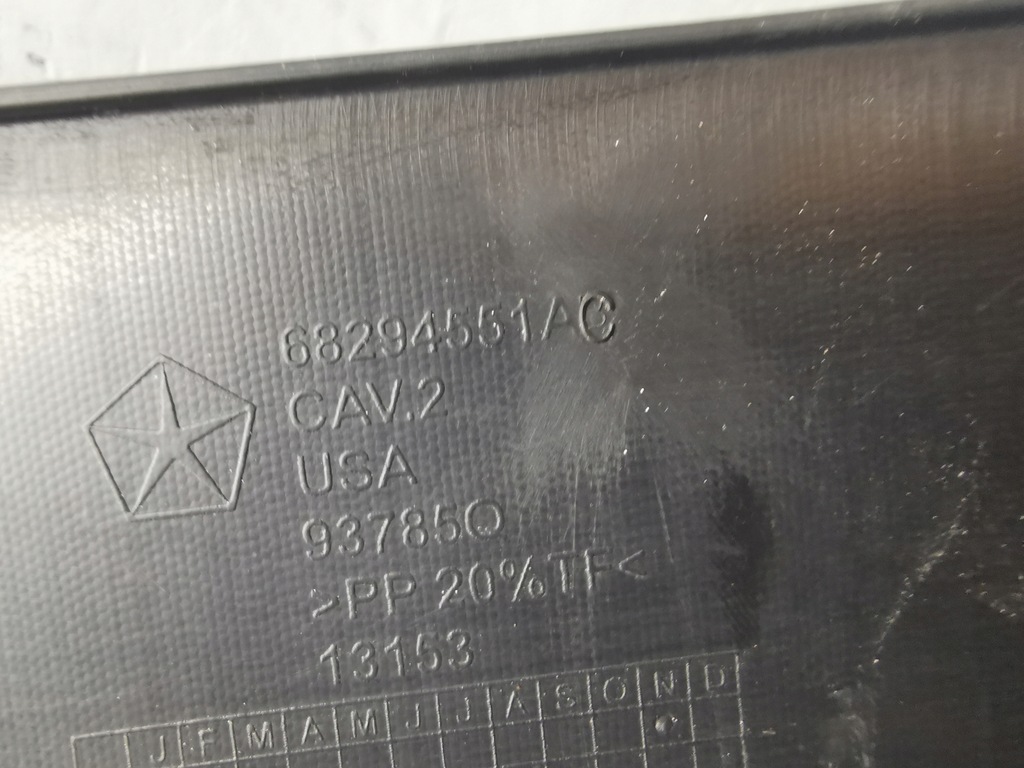 68294551AC
CAV.2
USA
93785O
>PP 20%TF<
13153
J F M A M J J A S O N D